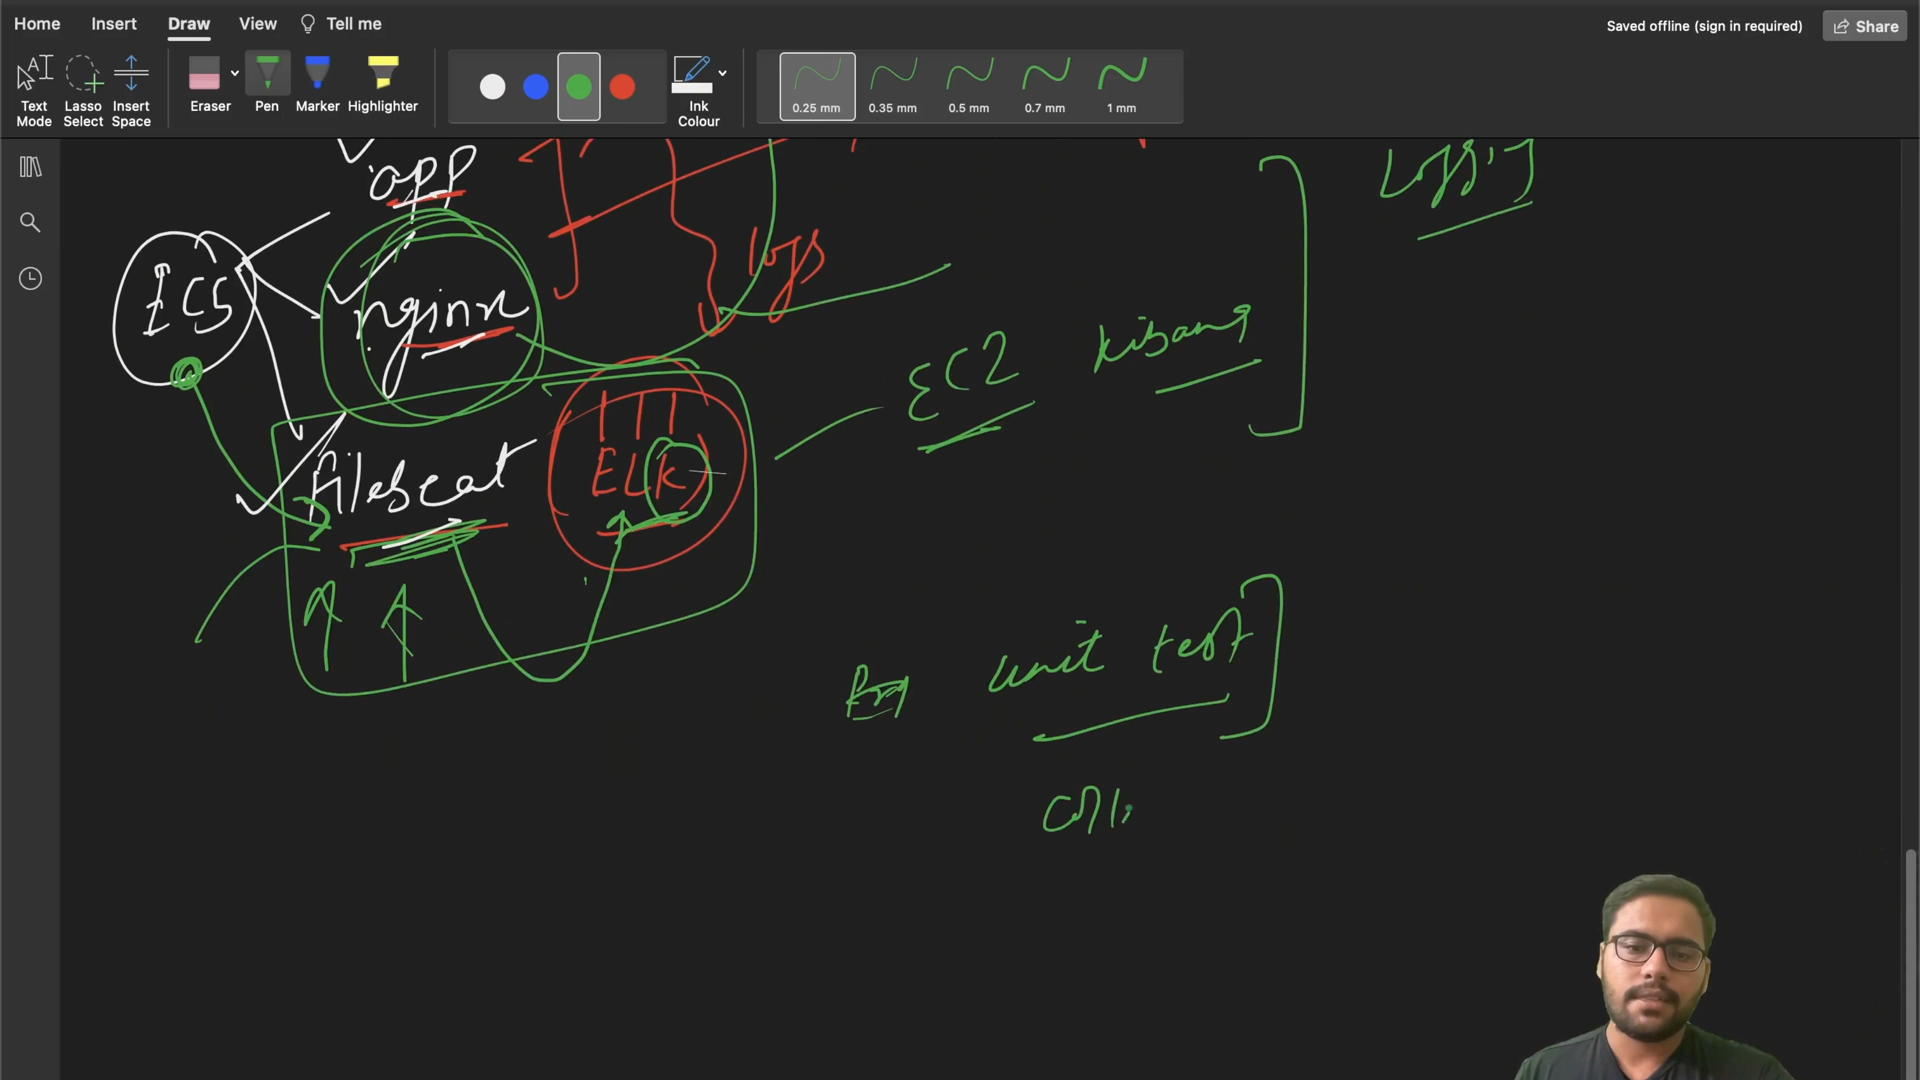 Home Insert Draw View Tell me
Saved offline (sign in required) Share
Text Mode
Lasso Select
Insert Space
Eraser
Pen
Marker
Highlighter
Ink Colour
0.25 mm 0.35 mm 0.5 mm 0.7 mm 1 mm
app
logs
ECS
nginx
EC2 kibana
filebeat
ELK
unit test